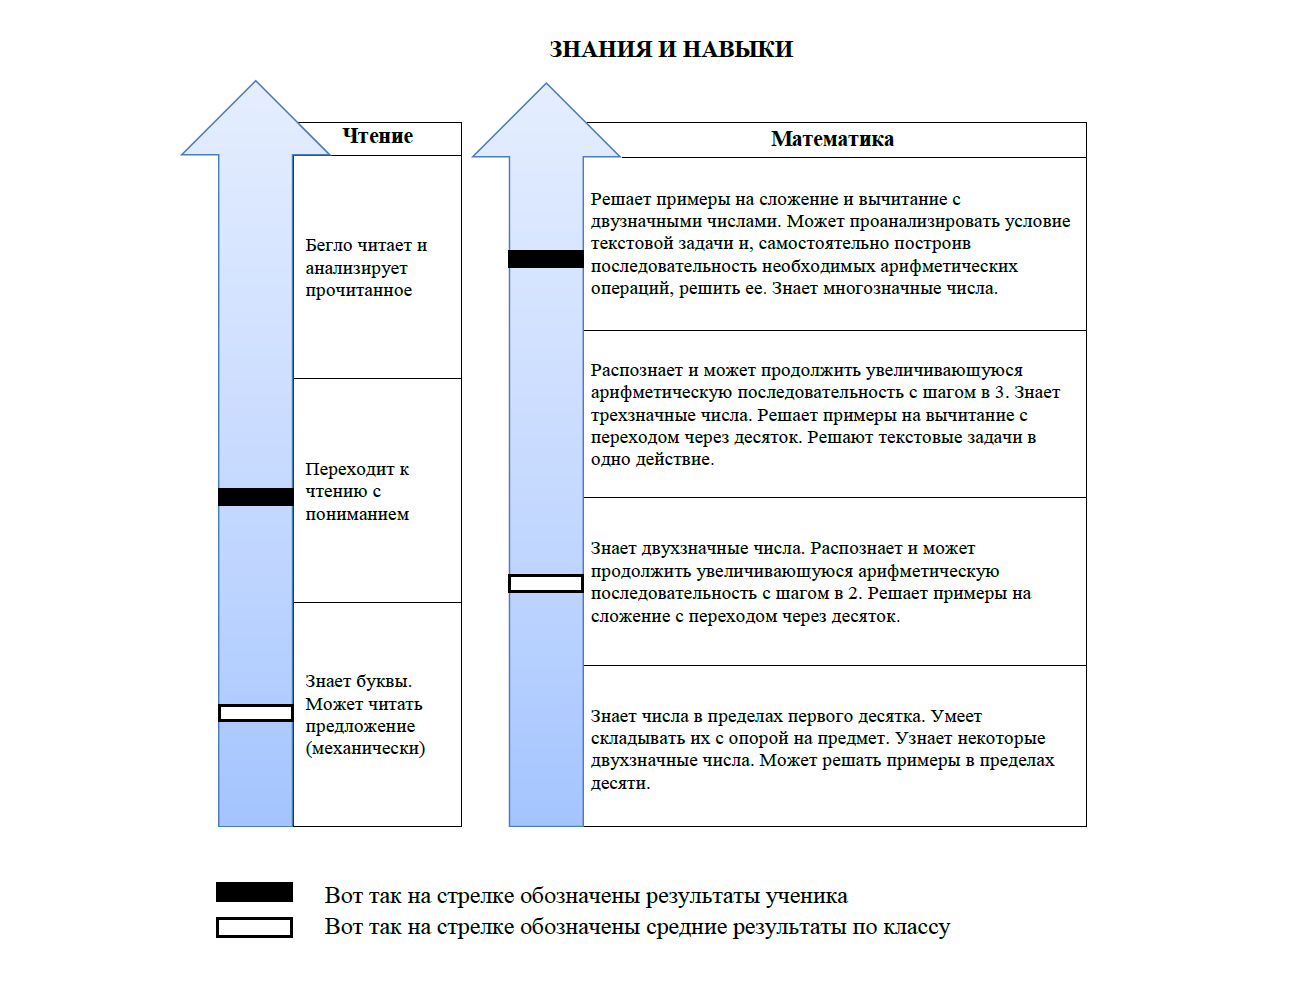 ЗНАНИЯ И НАВЫКИ
Чтение
Бегло читает и
анализирует
прочитанное
Переходит к
чтению с
пониманием
Знает буквы.
Может читать
предложение
(механически)
Математика
Решает примеры на сложение и вычитание с
двузначными числами. Может проанализировать условие
текстовой задачи и, самостоятельно построив
последовательность необходимых арифметических
операций, решить ее. Знает многозначные числа.
Распознает и может продолжить увеличивающуюся
арифметическую последовательность с шагом в 3. Знает
трехзначные числа. Решает примеры на вычитание с
переходом через десяток. Решают текстовые задачи в
одно действие.
Знает двухзначные числа. Распознает и может
продолжить увеличивающуюся арифметическую
последовательность с шагом в 2. Решает примеры на
сложение с переходом через десяток.
Знает числа в пределах первого десятка. Умеет
складывать их с опорой на предмет. Узнает некоторые
двухзначные числа. Может решать примеры в пределах
десяти.
Вот так на стрелке обозначены результаты ученика
Вот так на стрелке обозначены средние результаты по классу